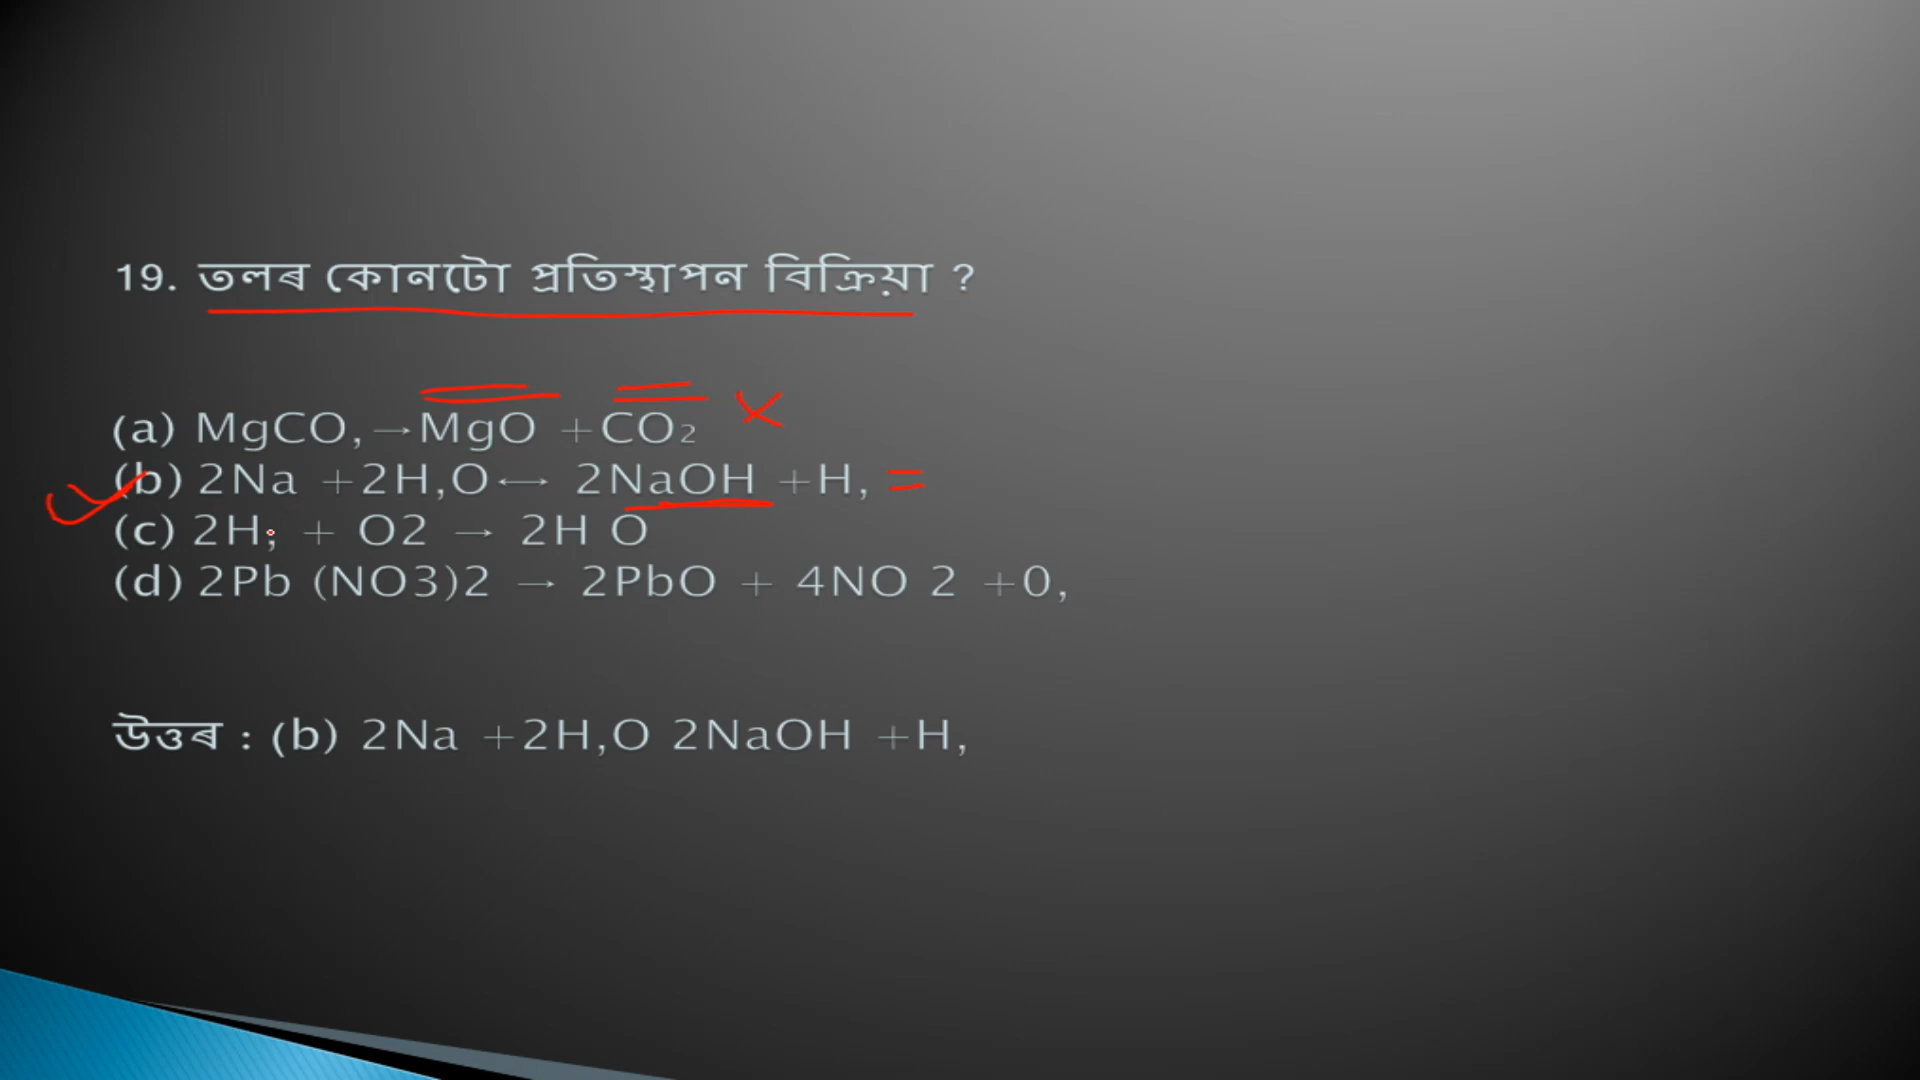 19. তলৰ কোনটো প্ৰতিস্থাপন বিক্ৰিয়া ?
(a) MgCO,→MgO +CO₂
(b) 2Na +2H,O↔ 2NaOH +H,
(c) 2H; + O2 → 2H O
(d) 2Pb (NO3)2 → 2PbO + 4NO 2 +0,
উত্তৰ : (b) 2Na +2H,O 2NaOH +H,